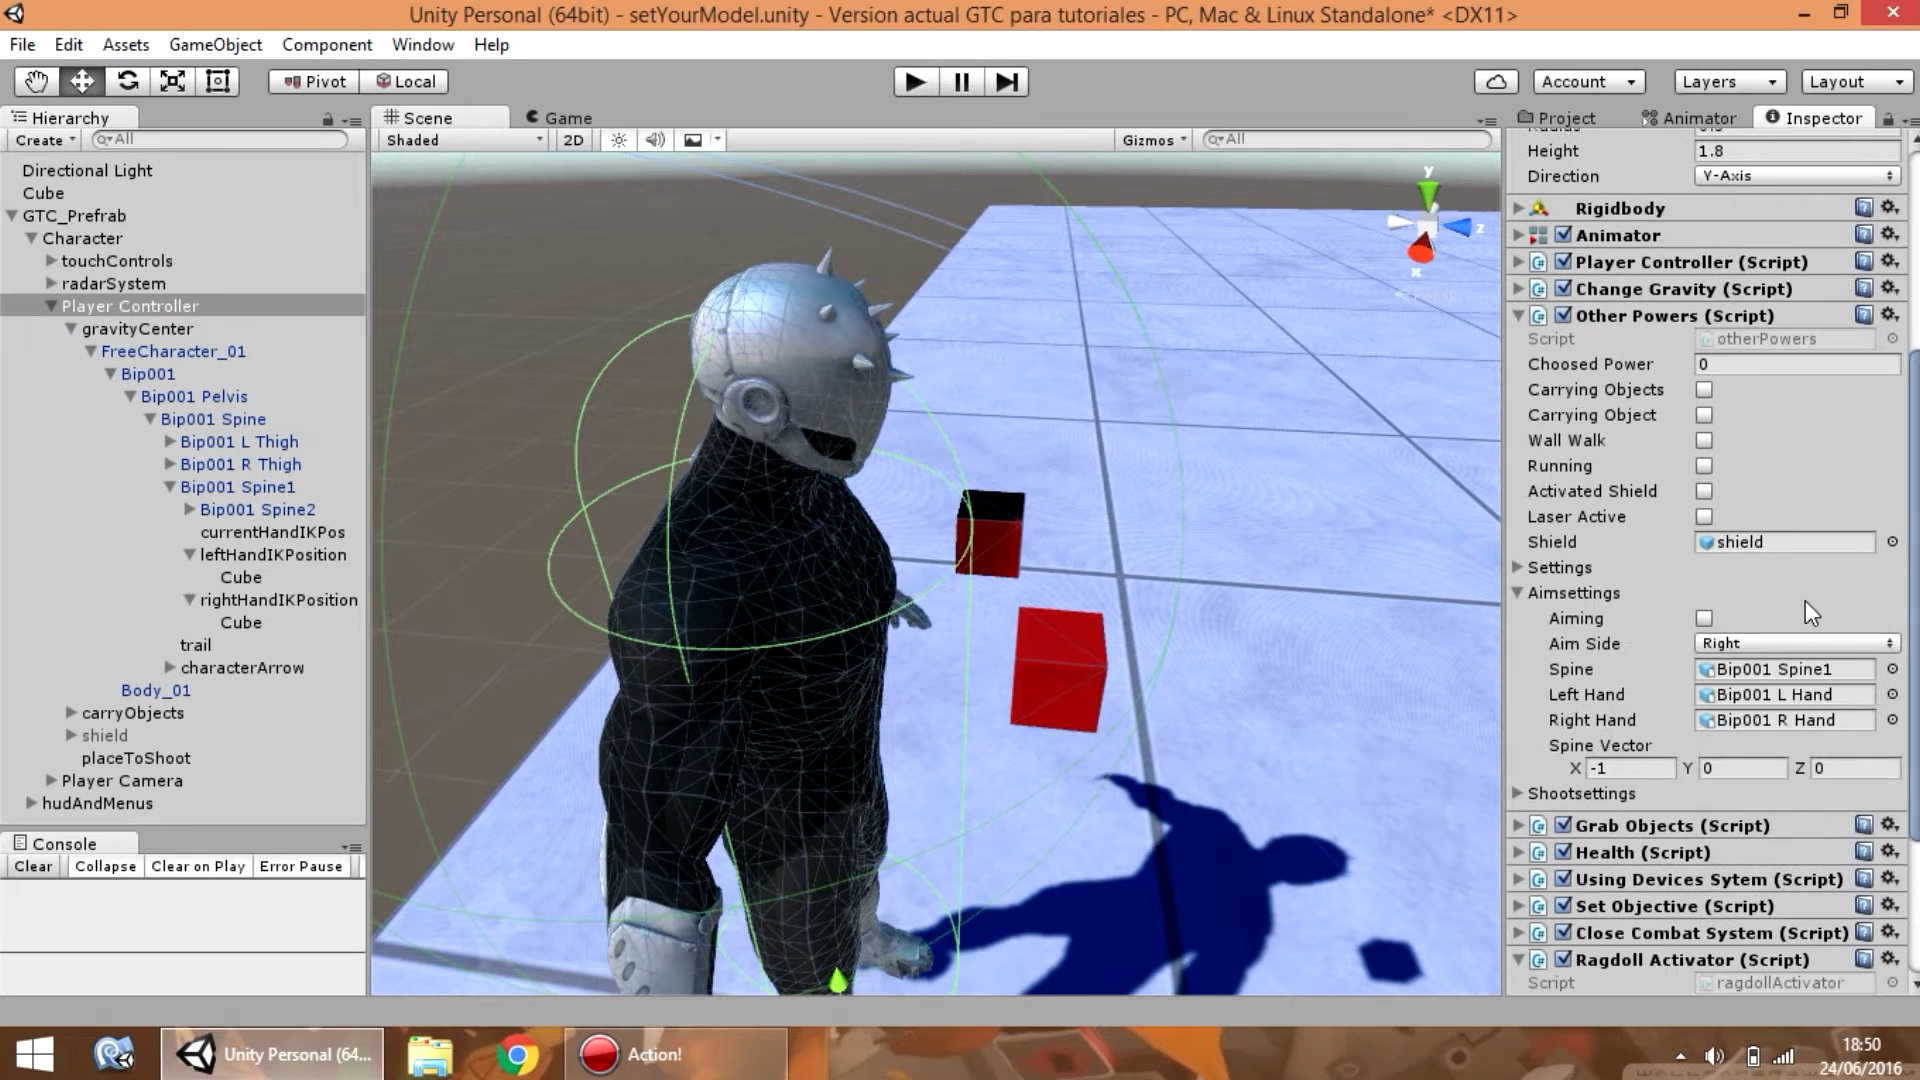 Unity Personal (64bit) - setYourModel.unity - Version actual GTC para tutoriales - PC, Mac & Linux Standalone* <DX11>
File Edit Assets GameObject Component Window Help
Pivot Local Account Layers Layout
Hierarchy
Create All
Directional Light
Cube
GTC_Prefrab
Character
touchControls
radarSystem
Player Controller
gravityCenter
FreeCharacter_01
Bip001
Bip001 Pelvis
Bip001 Spine
Bip001 L Thigh
Bip001 R Thigh
Bip001 Spine1
Bip001 Spine2
currentHandIKPos
leftHandIKPosition
Cube
rightHandIKPosition
Cube
trail
characterArrow
Body_01
carryObjects
shield
placeToShoot
Player Camera
hudAndMenus
Console
Clear Collapse Clear on Play Error Pause
Scene Game
Shaded 2D Gizmos All
y
z
x
Project Animator Inspector
Height 1.8
Direction Y-Axis
Rigidbody
Animator
Player Controller (Script)
Change Gravity (Script)
Other Powers (Script)
Script otherPowers
Choosed Power 0
Carrying Objects
Carrying Object
Wall Walk
Running
Activated Shield
Laser Active
Shield shield
Settings
Aimsettings
Aiming
Aim Side Right
Spine Bip001 Spine1
Left Hand Bip001 L Hand
Right Hand Bip001 R Hand
Spine Vector
X -1 Y 0 Z 0
Shootsettings
Grab Objects (Script)
Health (Script)
Using Devices Sytem (Script)
Set Objective (Script)
Close Combat System (Script)
Ragdoll Activator (Script)
Script ragdollActivator
Unity Personal (64...
Action!
18:50
24/06/2016